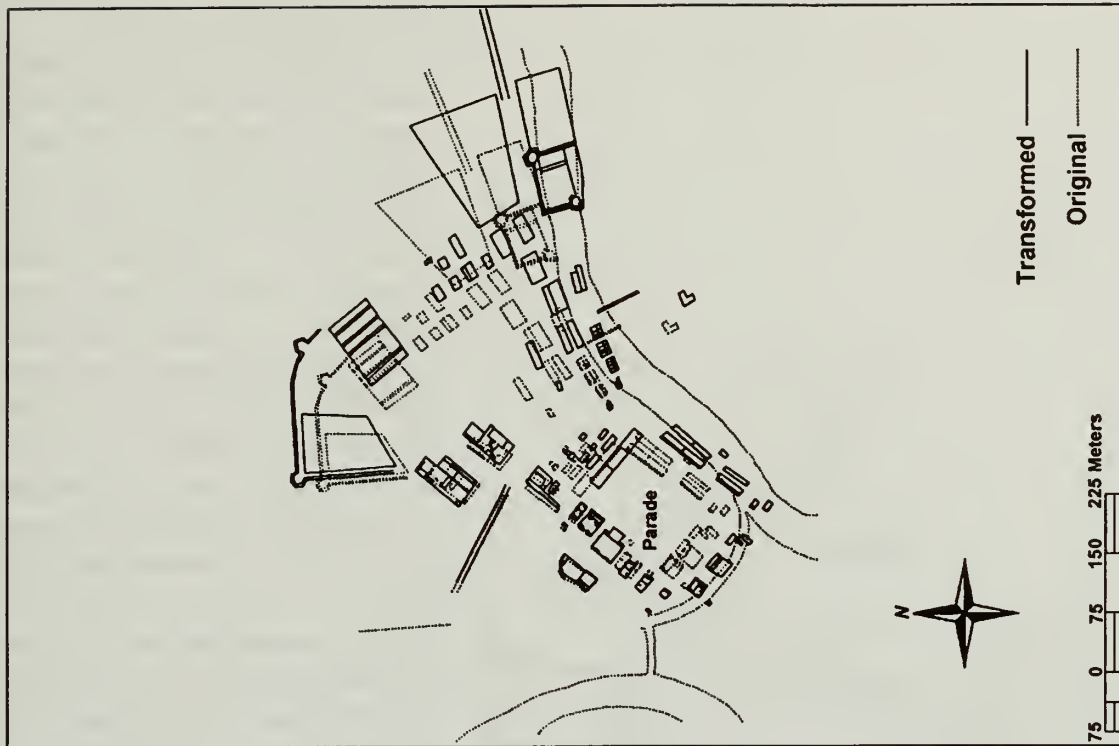 Parade
Transformed
Original
N
75 0 75 150 225 Meters